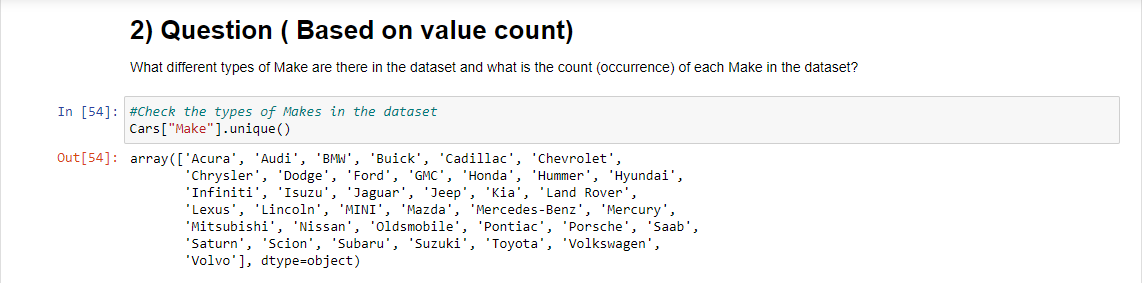 2) Question ( Based on value count)
What different types of Make are there in the dataset and what is the count (occurrence) of each Make in the dataset?
In [54]: #Check the types of Makes in the dataset
Cars["Make"].unique()
Out[54]: array(['Acura', 'Audi', 'BMW', 'Buick', 'Cadillac', 'Chevrolet',
'Chrysler', 'Dodge', 'Ford', 'GMC', 'Honda', 'Hummer', 'Hyundai',
'Infiniti', 'Isuzu', 'Jaguar', 'Jeep', 'Kia', 'Land Rover',
'Lexus', 'Lincoln', 'MINI', 'Mazda', 'Mercedes-Benz', 'Mercury',
'Mitsubishi', 'Nissan', 'Oldsmobile', 'Pontiac', 'Porsche', 'Saab',
'Saturn', 'Scion', 'Subaru', 'Suzuki', 'Toyota', 'Volkswagen',
'Volvo'], dtype=object)